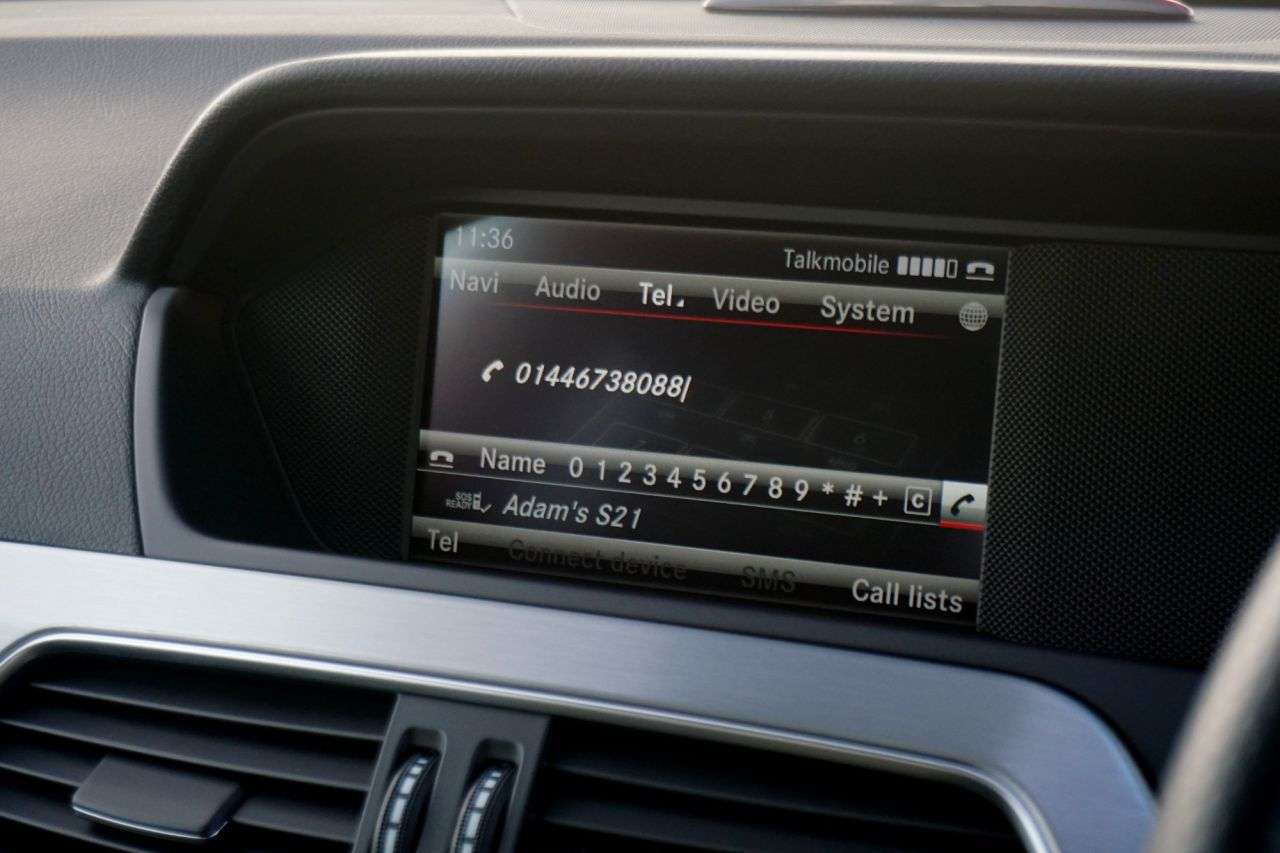 11:36
Talkmobile
Navi Audio Tel Video System
01446738088
Name 0 1 2 3 4 5 6 7 8 9 * # + C
SOS READY Adam's S21
Tel Connect device SMS Call lists